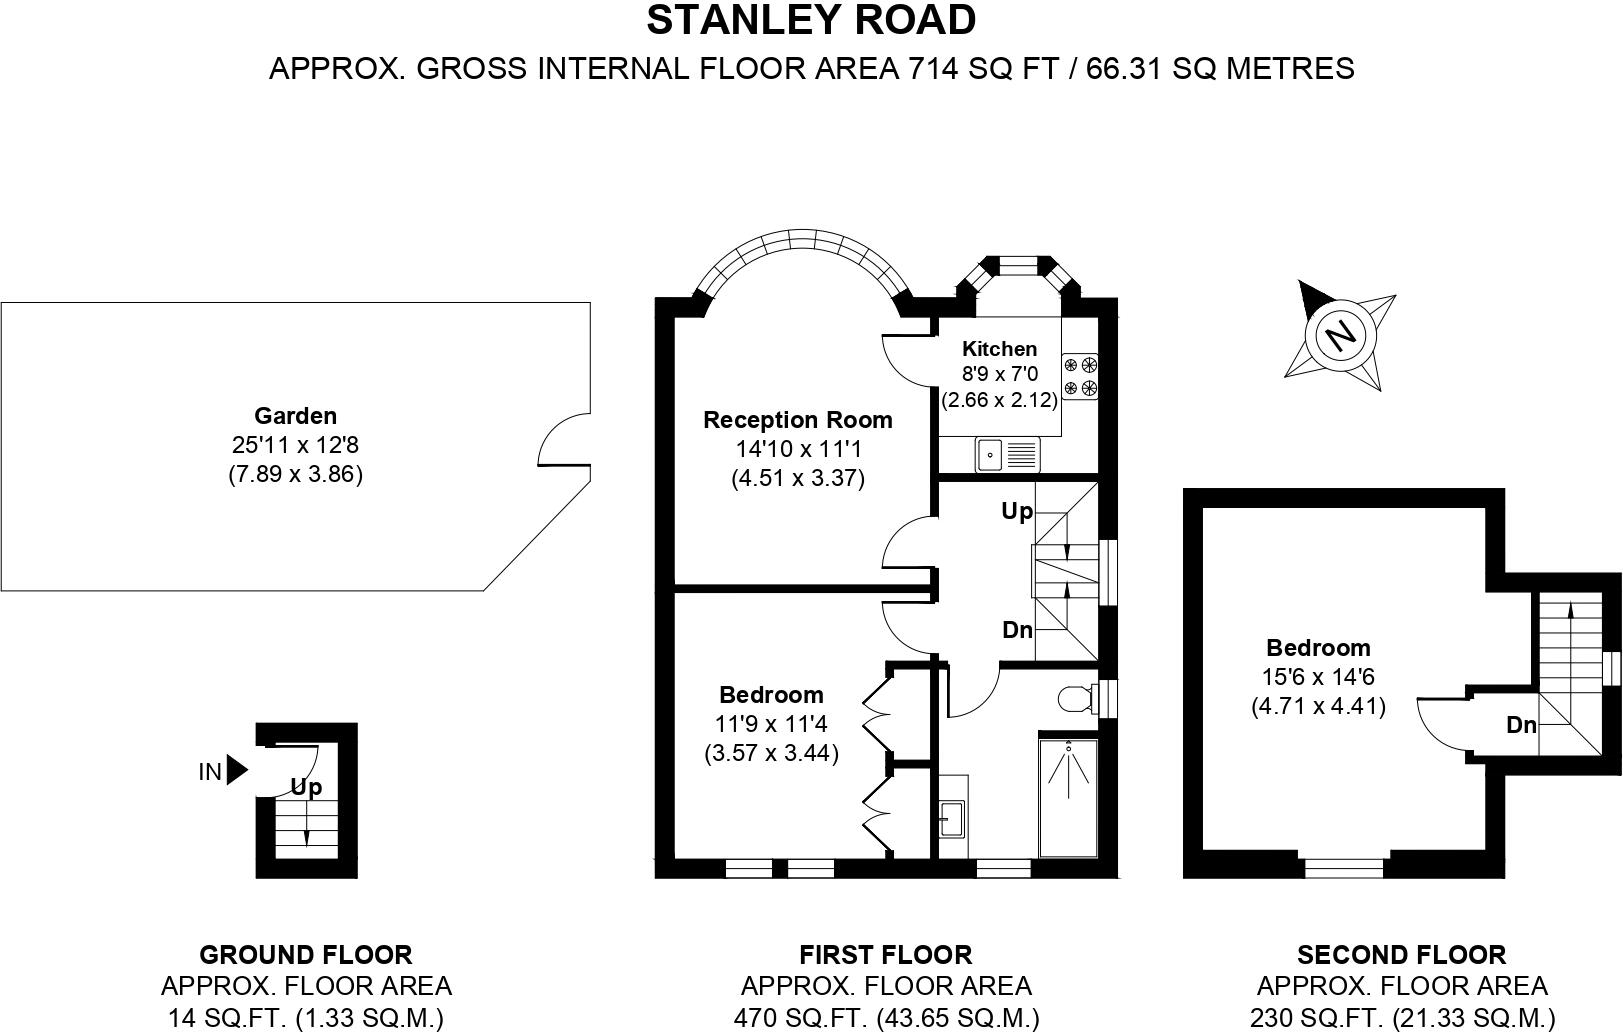 STANLEY ROAD
APPROX. GROSS INTERNAL FLOOR AREA 714 SQ FT / 66.31 SQ METRES
Garden
25'11 x 12'8
(7.89 x 3.86)
IN
Up
GROUND FLOOR
APPROX. FLOOR AREA
14 SQ.FT. (1.33 SQ.M.)
Kitchen
8'9 x 7'0
(2.66 x 2.12)
Reception Room
14'10 x 11'1
(4.51 x 3.37)
Up
Dn
Bedroom
11'9 x 11'4
(3.57 x 3.44)
FIRST FLOOR
APPROX. FLOOR AREA
470 SQ.FT. (43.65 SQ.M.)
N
Bedroom
15'6 x 14'6
(4.71 x 4.41)
Dn
SECOND FLOOR
APPROX. FLOOR AREA
230 SQ.FT. (21.33 SQ.M.)